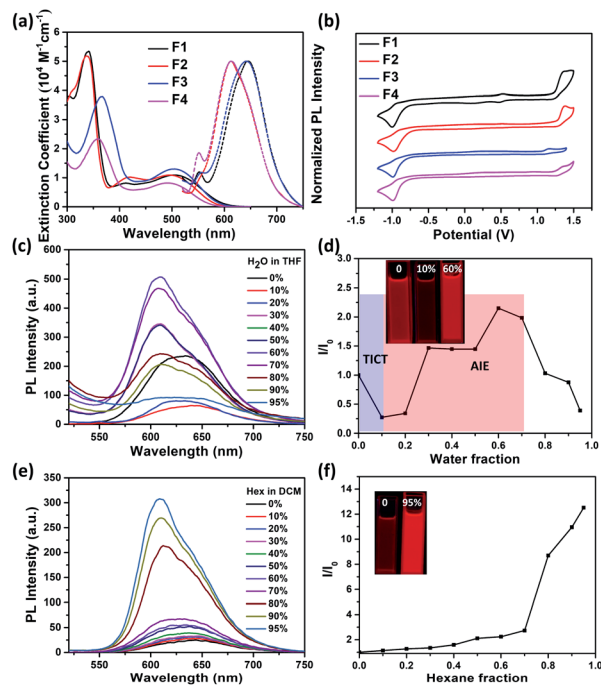 (a)
Extinction Coefficient (10⁴ M⁻¹cm⁻¹)
6
5
4
3
2
1
0
F1
F2
F3
F4
300 400 500 600 700
Wavelength (nm)
(b)
Normalized PL Intensity
F1
F2
F3
F4
-1.5 -1.0 -0.5 0.0 0.5 1.0 1.5
Potential (V)
(c)
PL Intensity (a.u.)
600
500
400
300
200
100
0
H₂O in THF
0%
10%
20%
30%
40%
50%
60%
70%
80%
90%
95%
550 600 650 700 750
Wavelength (nm)
(d)
I/I₀
3.0
2.5
2.0
1.5
1.0
0.5
0.0
0 10% 60%
TICT
AIE
0.0 0.2 0.4 0.6 0.8 1.0
Water fraction
(e)
PL Intensity (a.u.)
350
300
250
200
150
100
50
0
Hex in DCM
0%
10%
20%
30%
40%
50%
60%
70%
80%
90%
95%
550 600 650 700 750
Wavelength (nm)
(f)
I/I₀
14
12
10
8
6
4
2
0 95%
0.0 0.2 0.4 0.6 0.8 1.0
Hexane fraction